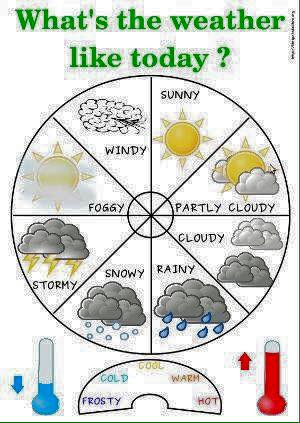 What's the weather
like today ?
SUNNY
WINDY
FOGGY
PARTLY CLOUDY
CLOUDY
STORMY
SNOWY
RAINY
COOL
COLD
WARM
FROSTY
HOT